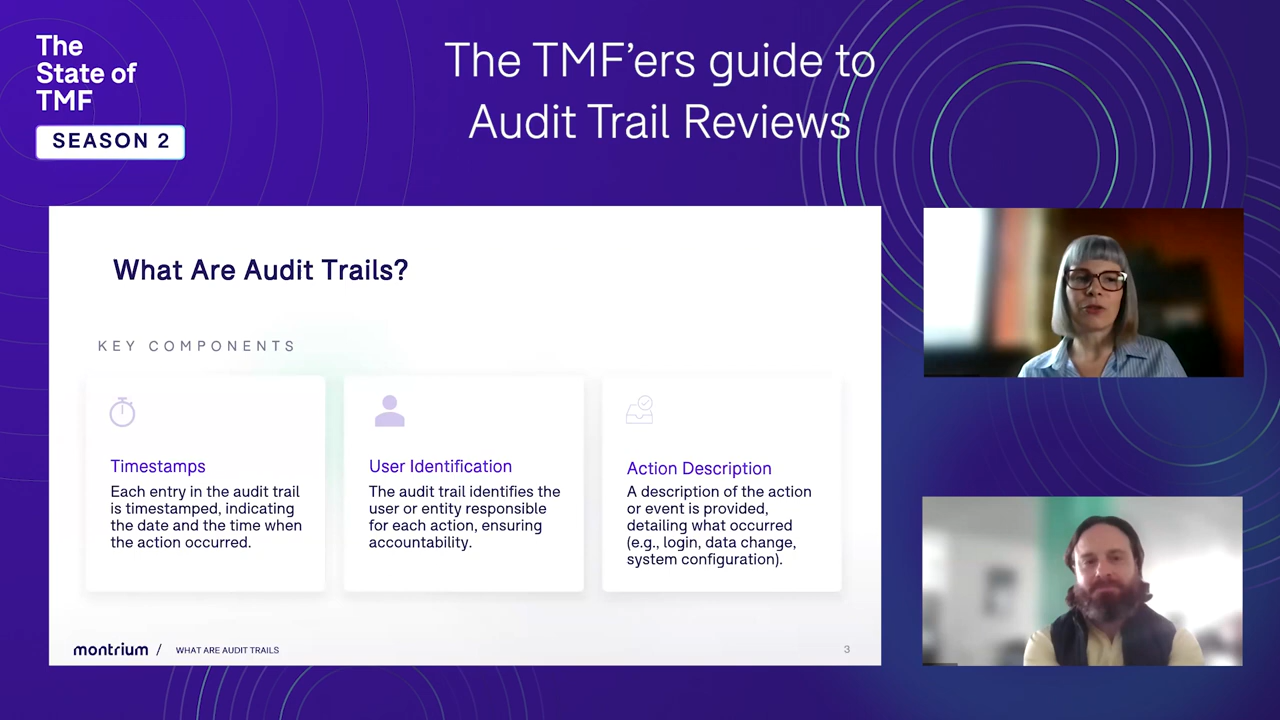 The
State of
TMF
SEASON 2
The TMF’ers guide to
Audit Trail Reviews
What Are Audit Trails?
KEY COMPONENTS
Timestamps
Each entry in the audit trail
is timestamped, indicating
the date and the time when
the action occurred.
User Identification
The audit trail identifies the
user or entity responsible
for each action, ensuring
accountability.
Action Description
A description of the action
or event is provided,
detailing what occurred
(e.g., login, data change,
system configuration).
montrium / WHAT ARE AUDIT TRAILS
3